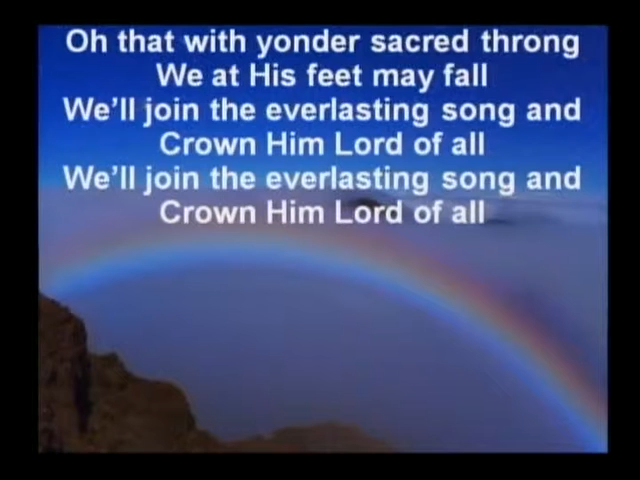 Oh that with yonder sacred throng
We at His feet may fall
We'll join the everlasting song and
Crown Him Lord of all
We'll join the everlasting song and
Crown Him Lord of all